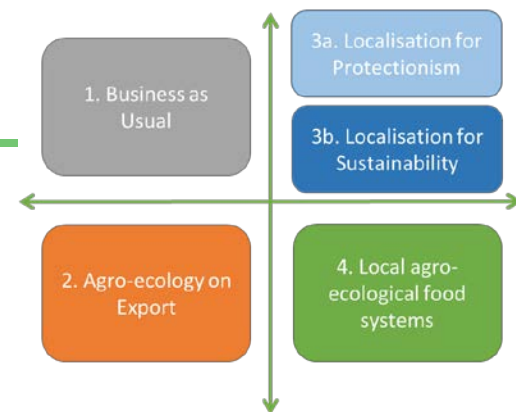 1. Business as
Usual
3a. Localisation for
Protectionism
3b. Localisation for
Sustainability
2. Agro-ecology on
Export
4. Local agro-
ecological food
systems